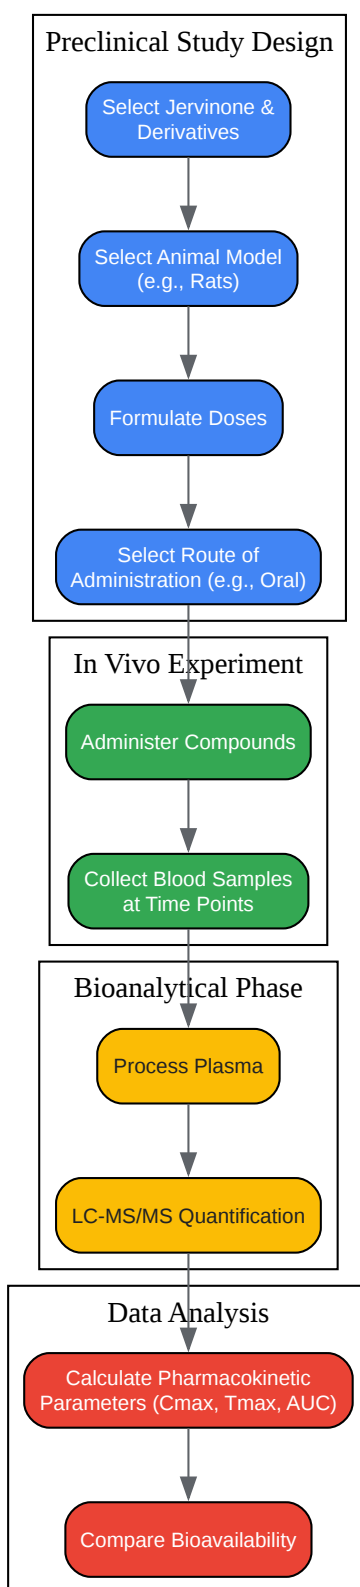 Preclinical Study Design
Select Jervinone &
Derivatives
Select Animal Model
(e.g., Rats)
Formulate Doses
Select Route of
Administration (e.g., Oral)
In Vivo Experiment
Administer Compounds
Collect Blood Samples
at Time Points
Bioanalytical Phase
Process Plasma
LC-MS/MS Quantification
Data Analysis
Calculate Pharmacokinetic
Parameters (Cmax, Tmax, AUC)
Compare Bioavailability